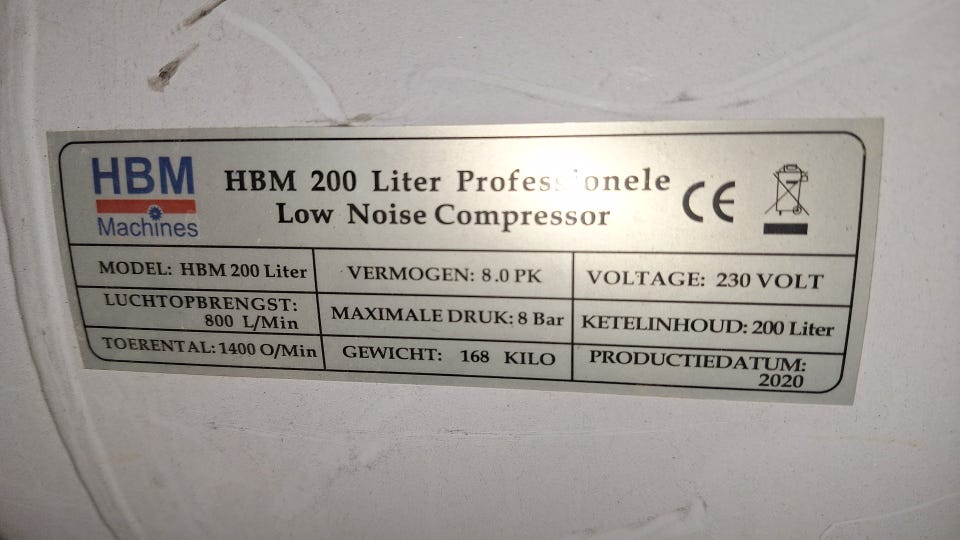 HBM
Machines
HBM 200 Liter Professionele
Low Noise Compressor
CE
MODEL: HBM 200 Liter
VERMOGEN: 8.0 PK
VOLTAGE: 230 VOLT
LUCHTOPBRENGST:
800 L/Min
MAXIMALE DRUK: 8 Bar
KETELINHOUD: 200 Liter
TOERENTAL: 1400 O/Min
GEWICHT: 168 KILO
PRODUCTIEDATUM:
2020